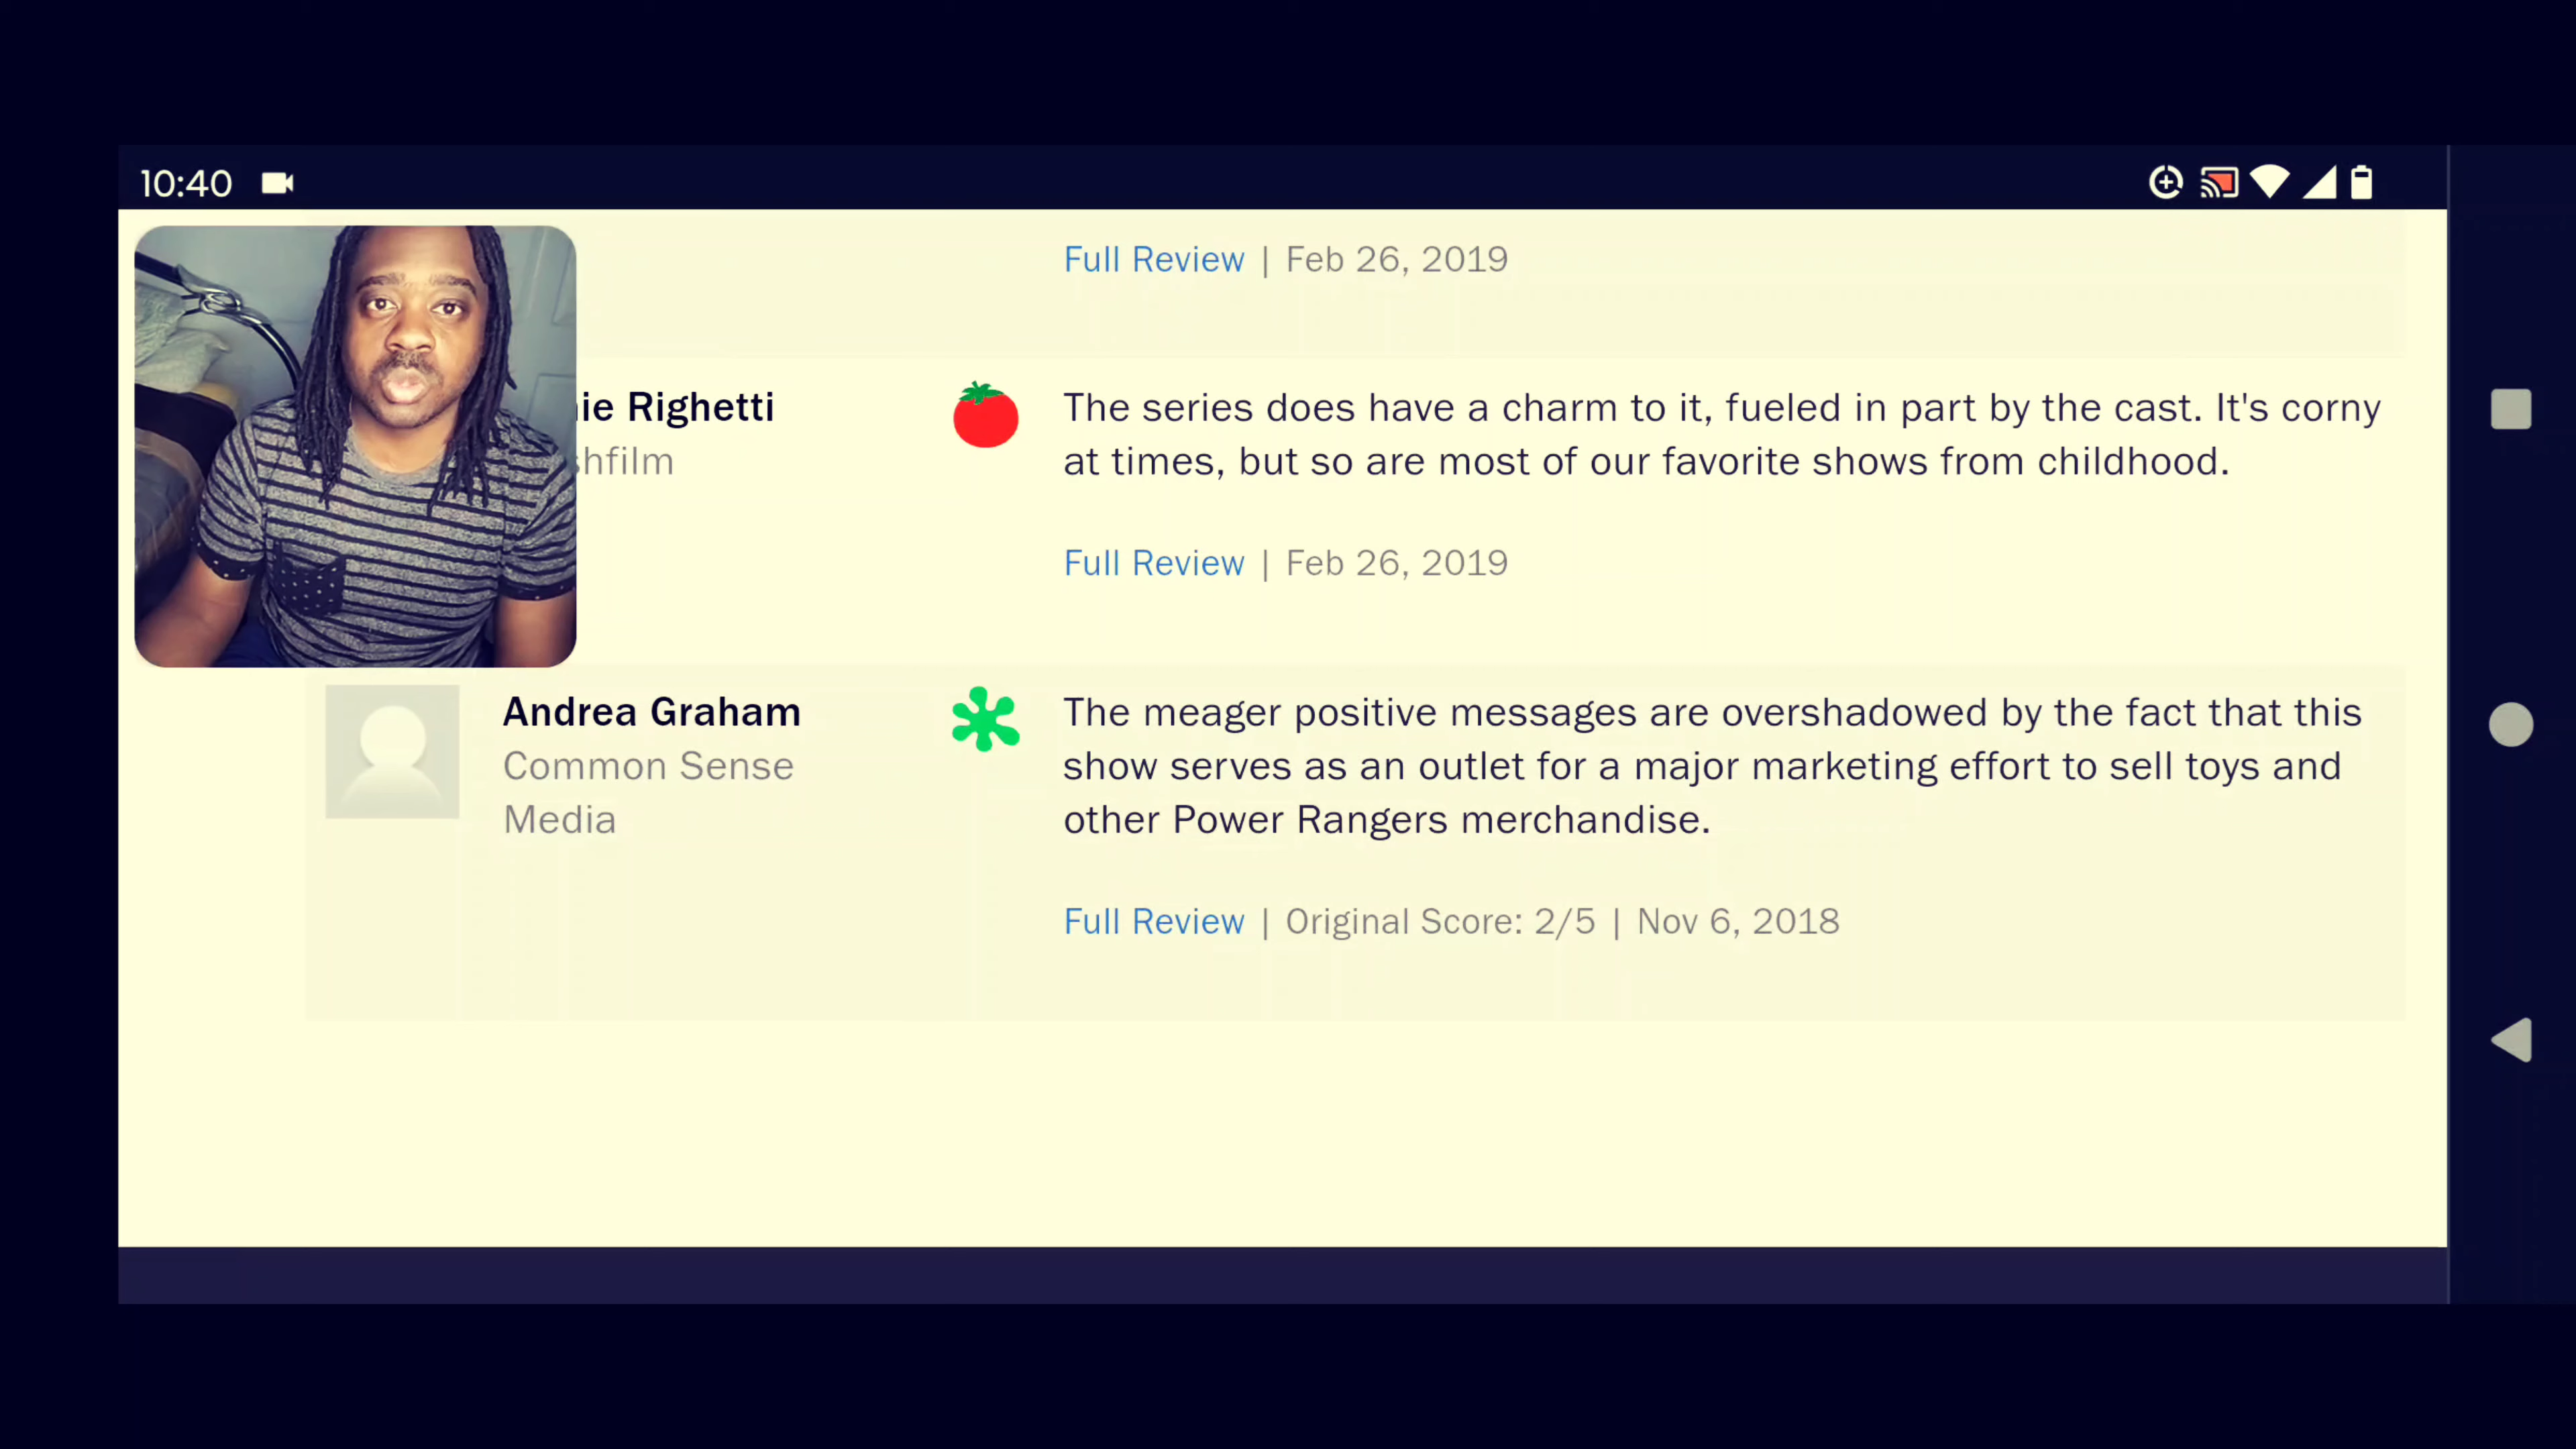 10:40
Full Review | Feb 26, 2019
ie Righetti
hfilm
The series does have a charm to it, fueled in part by the cast. It's corny
at times, but so are most of our favorite shows from childhood.
Full Review | Feb 26, 2019
Andrea Graham
Common Sense
Media
The meager positive messages are overshadowed by the fact that this
show serves as an outlet for a major marketing effort to sell toys and
other Power Rangers merchandise.
Full Review | Original Score: 2/5 | Nov 6, 2018